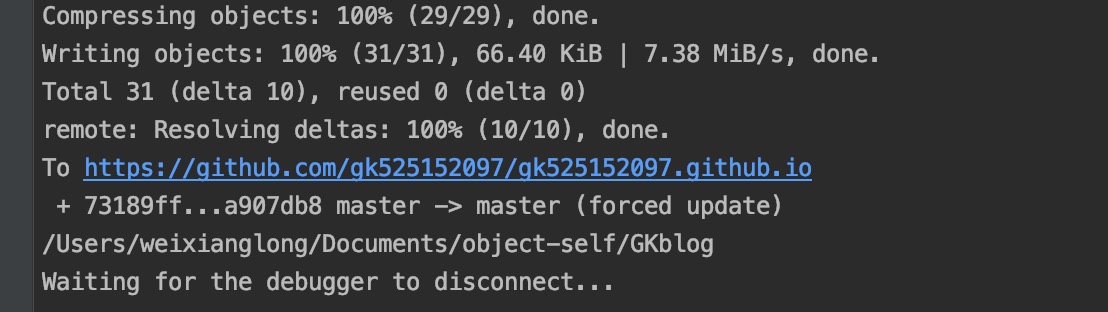 Compressing objects: 100% (29/29), done.
Writing objects: 100% (31/31), 66.40 KiB | 7.38 MiB/s, done.
Total 31 (delta 10), reused 0 (delta 0)
remote: Resolving deltas: 100% (10/10), done.
To https://github.com/gk525152097/gk525152097.github.io
 + 73189ff...a907db8 master -> master (forced update)
/Users/weixianglong/Documents/object-self/GKblog
Waiting for the debugger to disconnect...